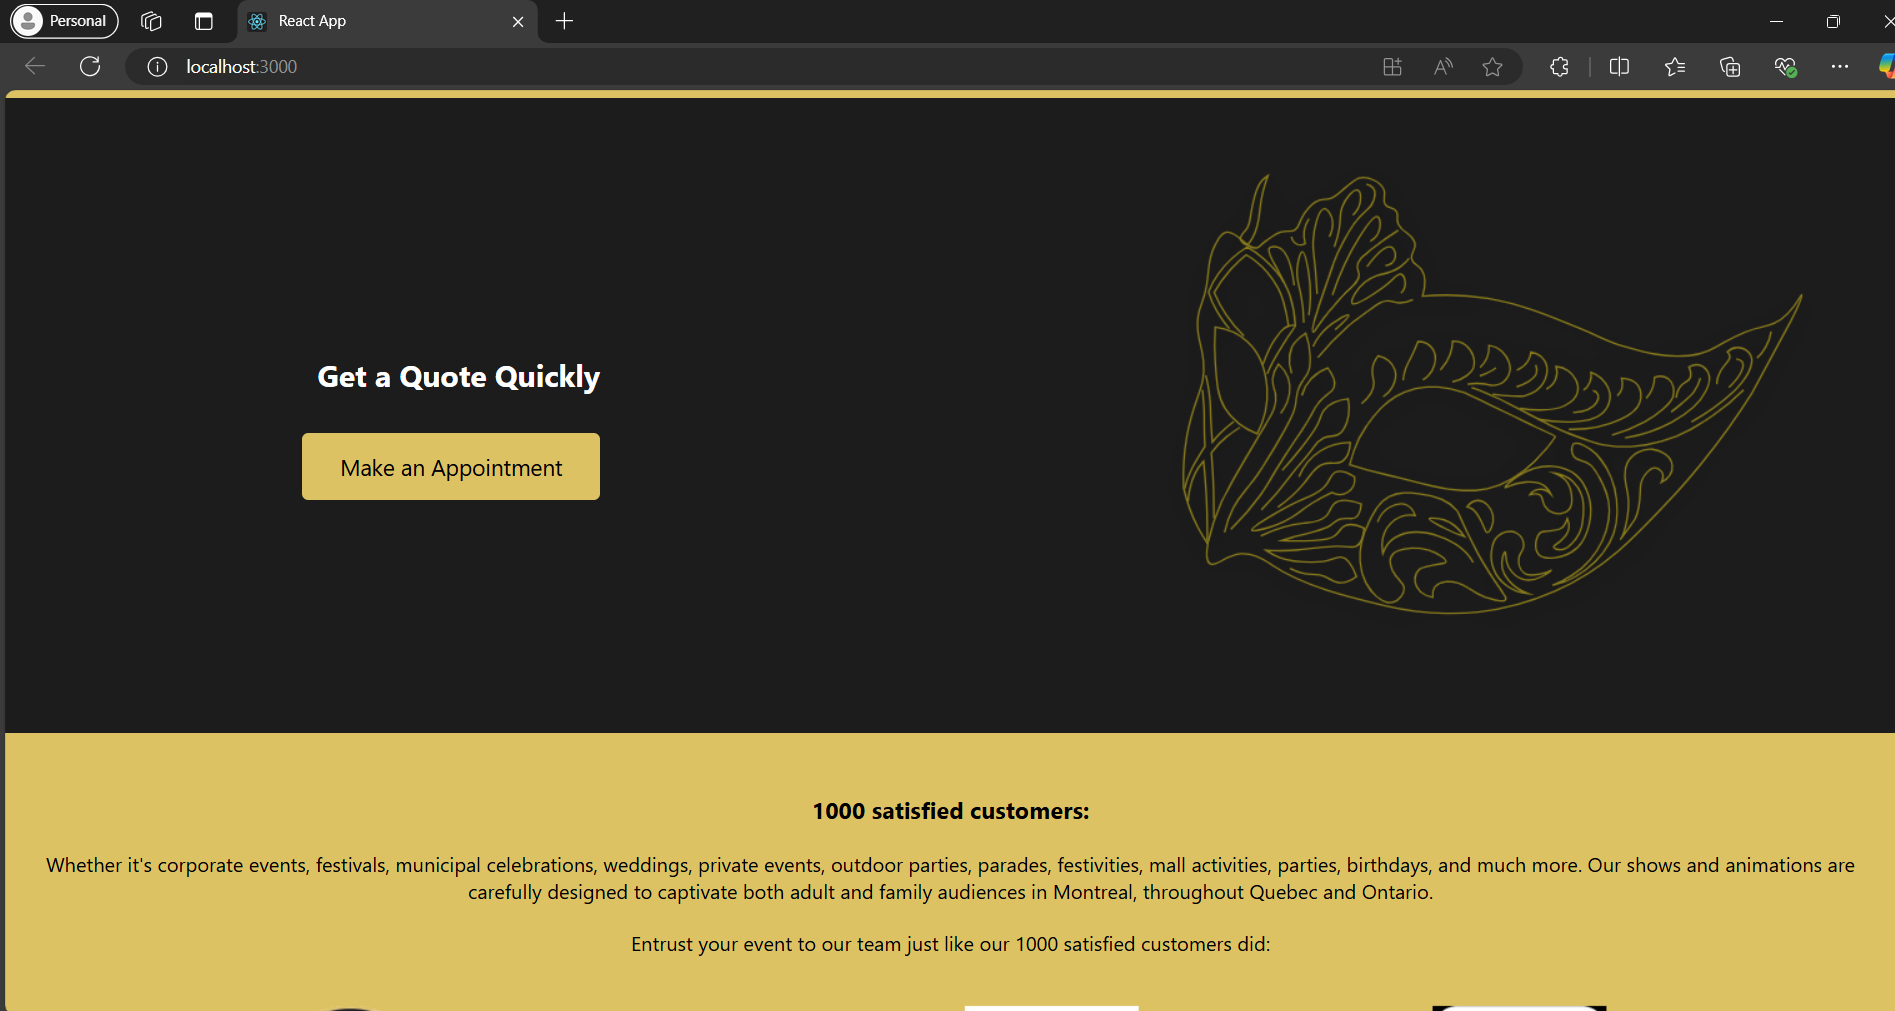 Personal
React App
localhost:3000
Get a Quote Quickly
Make an Appointment
1000 satisfied customers:
Whether it's corporate events, festivals, municipal celebrations, weddings, private events, outdoor parties, parades, festivities, mall activities, parties, birthdays, and much more. Our shows and animations are
carefully designed to captivate both adult and family audiences in Montreal, throughout Quebec and Ontario.
Entrust your event to our team just like our 1000 satisfied customers did: